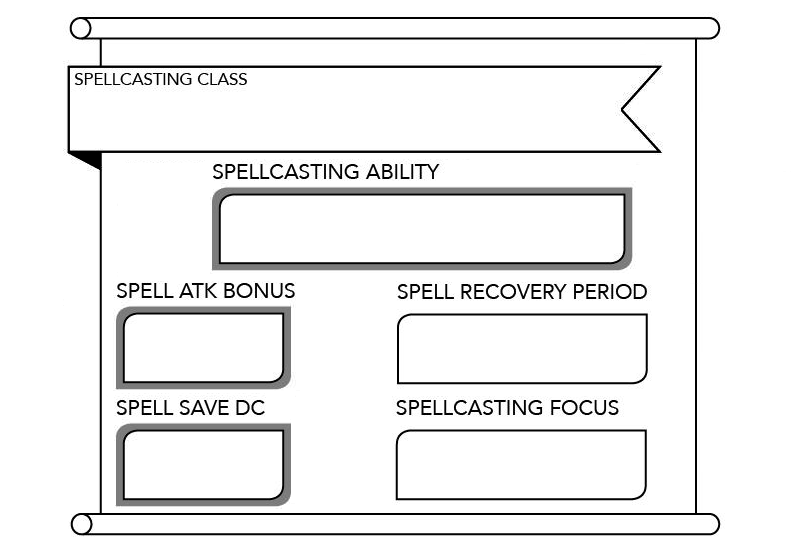 SPELLCASTING CLASS
SPELLCASTING ABILITY
SPELL ATK BONUS
SPELL RECOVERY PERIOD
SPELL SAVE DC
SPELLCASTING FOCUS